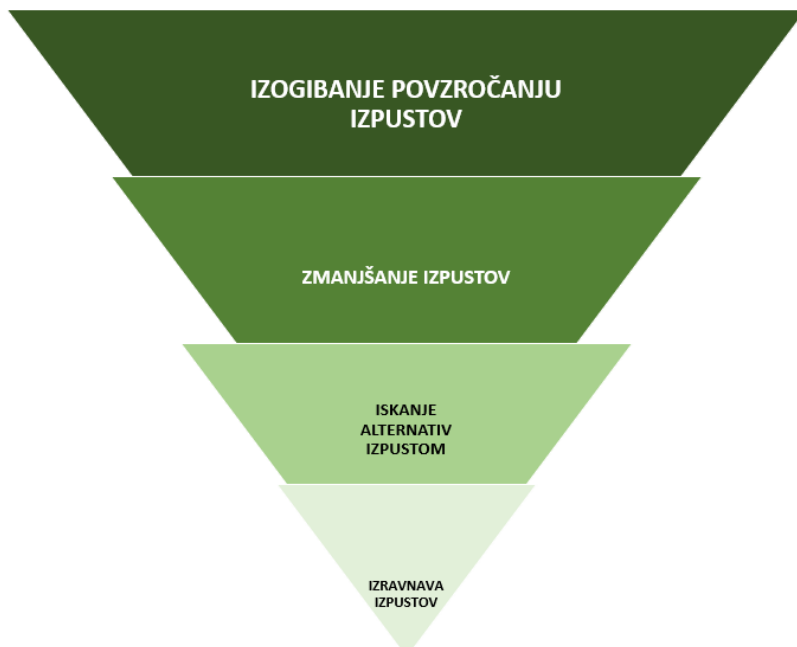 IZOGIBANJE POVZROČANJU
IZPUSTOV
ZMANJŠANJE IZPUSTOV
ISKANJE
ALTERNATIV
IZPUSTOM
IZRAVNAVA
IZPUSTOV